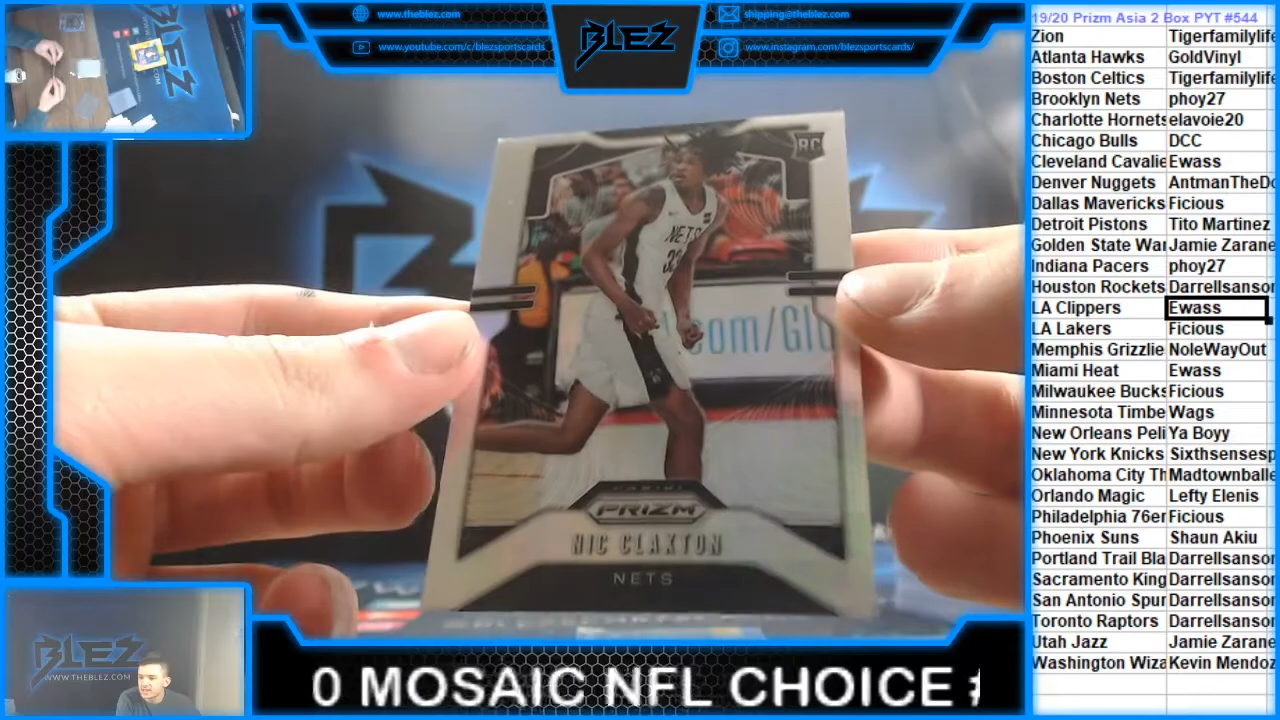 www.theblez.com
www.youtube.com/c/blezsportscards
BLEZ
shipping@theblez.com
www.instagram.com/blezsportscards/
RC
NETS
.com/Glo
PANINI
PRIZM
NIC CLAXTON
NETS
BLEZ
WWW.THEBLEZ.COM
0 MOSAIC NFL CHOICE #
19/20 Prizm Asia 2 Box PYT #544
Zion Tigerfamilylife
Atlanta Hawks GoldVinyl
Boston Celtics Tigerfamilylife
Brooklyn Nets phoy27
Charlotte Hornets elavoie20
Chicago Bulls DCC
Cleveland Cavalie Ewass
Denver Nuggets AntmanTheDo
Dallas Mavericks Ficious
Detroit Pistons Tito Martinez
Golden State War Jamie Zarane
Indiana Pacers phoy27
Houston Rockets Darrellsanson
LA Clippers Ewass
LA Lakers Ficious
Memphis Grizzlie NoleWayOut
Miami Heat Ewass
Milwaukee Bucks Ficious
Minnesota Timbe Wags
New Orleans Peli Ya Boyy
New York Knicks Sixthsensesp
Oklahoma City Th Madtownballe
Orlando Magic Lefty Elenis
Philadelphia 76er Ficious
Phoenix Suns Shaun Akiu
Portland Trail Bla Darrellsanson
Sacramento King Darrellsanson
San Antonio Spur Darrellsanson
Toronto Raptors Darrellsanson
Utah Jazz Jamie Zarane
Washington Wiza Kevin Mendoz